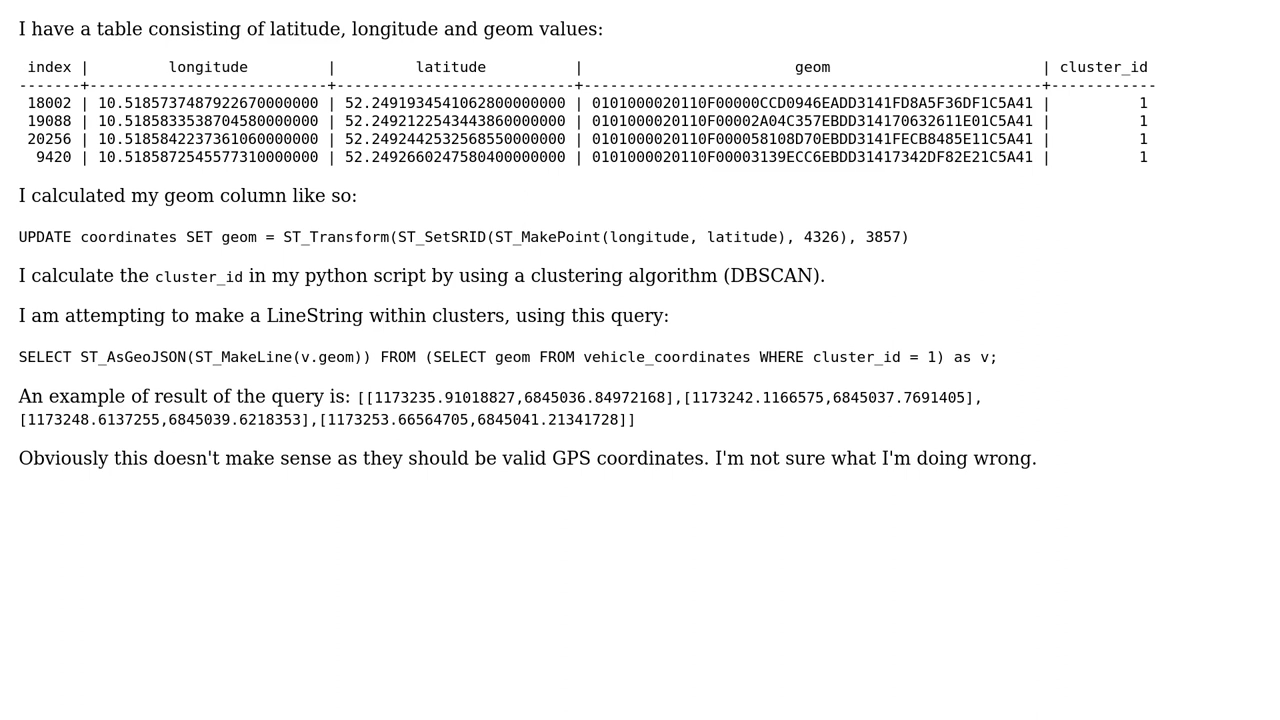 I have a table consisting of latitude, longitude and geom values:
 index |         longitude         |         latitude          |                        geom                        | cluster_id
-------+---------------------------+---------------------------+----------------------------------------------------+------------
 18002 | 10.5185737487922670000000 | 52.2491934541062800000000 | 0101000020110F00000CCD0946EADD3141FD8A5F36DF1C5A41 |          1
 19088 | 10.5185833538704580000000 | 52.2492122543443860000000 | 0101000020110F00002A04C357EBDD314170632611E01C5A41 |          1
 20256 | 10.5185842237361060000000 | 52.2492442532568550000000 | 0101000020110F000058108D70EBDD3141FECB8485E11C5A41 |          1
  9420 | 10.5185872545577310000000 | 52.2492660247580400000000 | 0101000020110F00003139ECC6EBDD31417342DF82E21C5A41 |          1
I calculated my geom column like so:
UPDATE coordinates SET geom = ST_Transform(ST_SetSRID(ST_MakePoint(longitude, latitude), 4326), 3857)
I calculate the cluster_id in my python script by using a clustering algorithm (DBSCAN).
I am attempting to make a LineString within clusters, using this query:
SELECT ST_AsGeoJSON(ST_MakeLine(v.geom)) FROM (SELECT geom FROM vehicle_coordinates WHERE cluster_id = 1) as v;
An example of result of the query is: [[1173235.91018827,6845036.84972168],[1173242.1166575,6845037.7691405],
[1173248.6137255,6845039.6218353],[1173253.66564705,6845041.21341728]]
Obviously this doesn't make sense as they should be valid GPS coordinates. I'm not sure what I'm doing wrong.